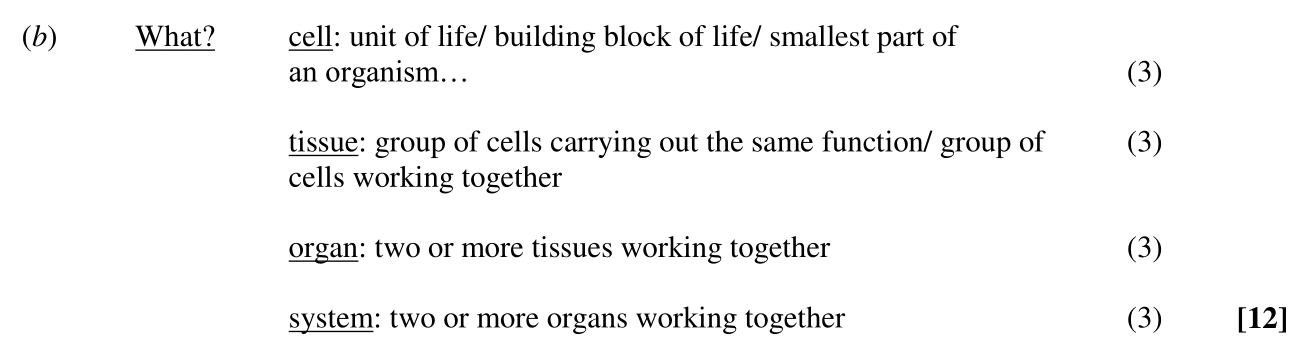 (b) What? cell: unit of life/ building block of life/ smallest part of
an organism… (3)
tissue: group of cells carrying out the same function/ group of (3)
cells working together
organ: two or more tissues working together (3)
system: two or more organs working together (3) [12]